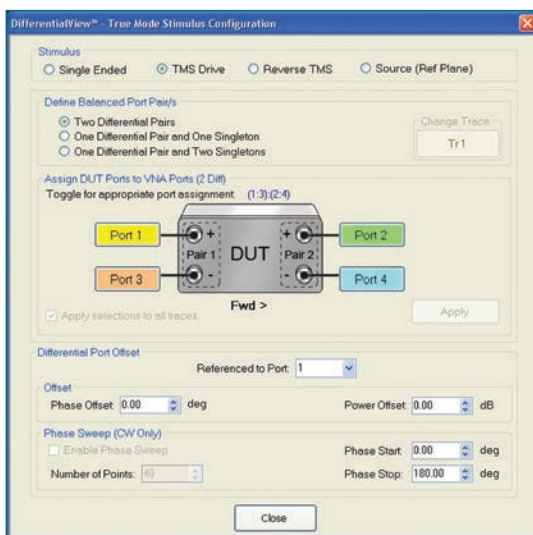 DifferentialView™ - True Mode Stimulus Configuration
Stimulus
Single Ended TMS Drive Reverse TMS Source (Ref Plane)
Define Balanced Port Pair/s
Two Differential Pairs
One Differential Pair and One Singleton
One Differential Pair and Two Singletons
Change Trace
Tr1
Assign DUT Ports to VNA Ports (2 Diff)
Toggle for appropriate port assignment: (1:3):(2:4)
Port 1 + + Port 2
Pair 1 DUT Pair 2
Port 3 - - Port 4
Fwd >
Apply selections to all traces Apply
Differential Port Offset
Referenced to Port: 1
Offset
Phase Offset: 0.00 deg Power Offset: 0.00 dB
Phase Sweep (CW Only)
Enable Phase Sweep Phase Start: 0.00 deg
Number of Points: 40 Phase Stop: 180.00 deg
Close